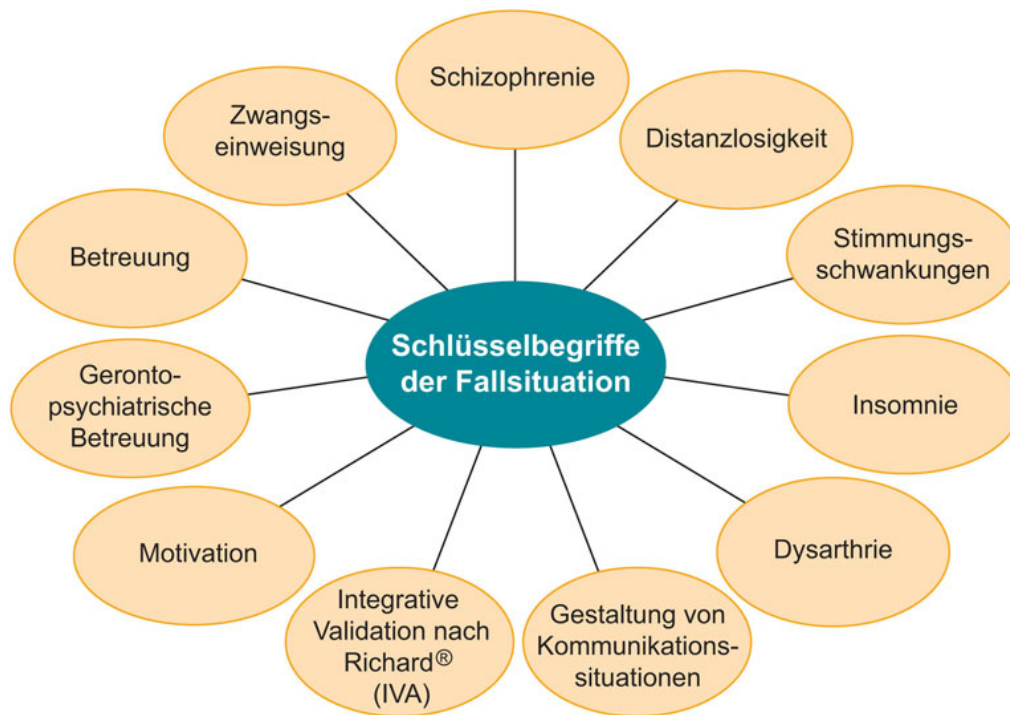 Schizophrenie
Distanzlosigkeit
Stimmungs-
schwankungen
Insomnie
Dysarthrie
Gestaltung von
Kommunikations-
situationen
Integrative
Validation nach
Richard®
(IVA)
Motivation
Geronto-
psychiatrische
Betreuung
Betreuung
Zwangs-
einweisung
Schlüsselbegriffe
der Fallsituation